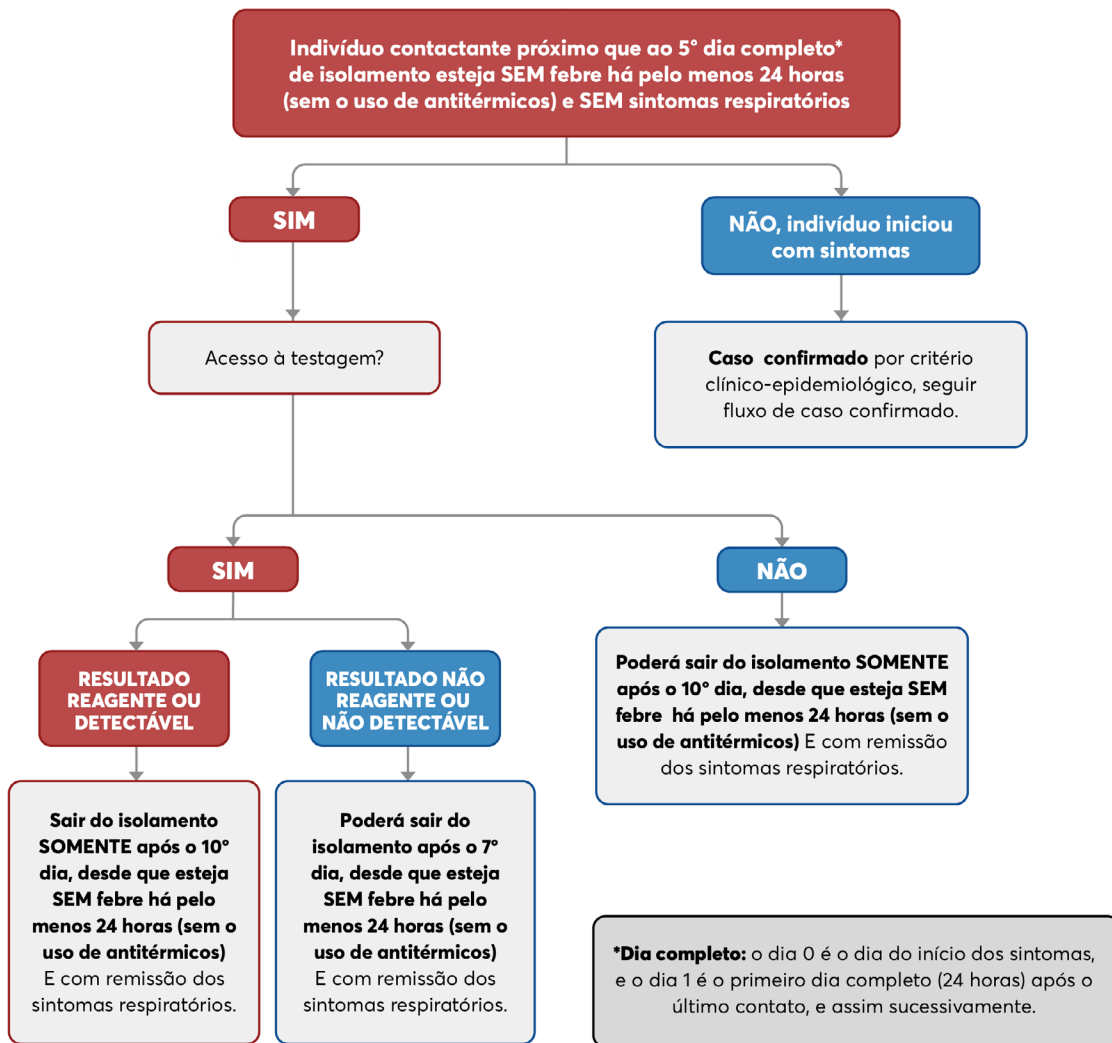 Indivíduo contactante próximo que ao 5° dia completo*
de isolamento esteja SEM febre há pelo menos 24 horas
(sem o uso de antitérmicos) e SEM sintomas respiratórios
SIM
NÃO, indivíduo iniciou
com sintomas
Acesso à testagem?
Caso confirmado por critério
clínico-epidemiológico, seguir
fluxo de caso confirmado.
SIM
NÃO
RESULTADO
REAGENTE OU
DETECTÁVEL
RESULTADO NÃO
REAGENTE OU
NÃO DETECTÁVEL
Poderá sair do isolamento SOMENTE
após o 10° dia, desde que esteja SEM
febre há pelo menos 24 horas (sem o
uso de antitérmicos) E com remissão
dos sintomas respiratórios.
Sair do isolamento
SOMENTE após o 10°
dia, desde que esteja
SEM febre há pelo
menos 24 horas (sem o
uso de antitérmicos)
E com remissão dos
sintomas respiratórios.
Poderá sair do
isolamento após o 7°
dia, desde que esteja
SEM febre há pelo
menos 24 horas (sem o
uso de antitérmicos)
E com remissão dos
sintomas respiratórios.
*Dia completo: o dia 0 é o dia do início dos sintomas,
e o dia 1 é o primeiro dia completo (24 horas) após o
último contato, e assim sucessivamente.